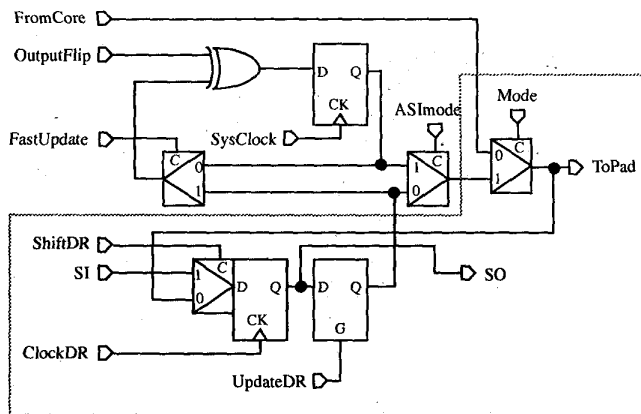 FromCore
OutputFlip
D Q
CK
ASImode
Mode
FastUpdate
SysClock
C 0
1
1 C
0
0 C
1
ToPad
ShiftDR
C
SI
1
0
D Q
CK
D Q
G
SO
ClockDR
UpdateDR